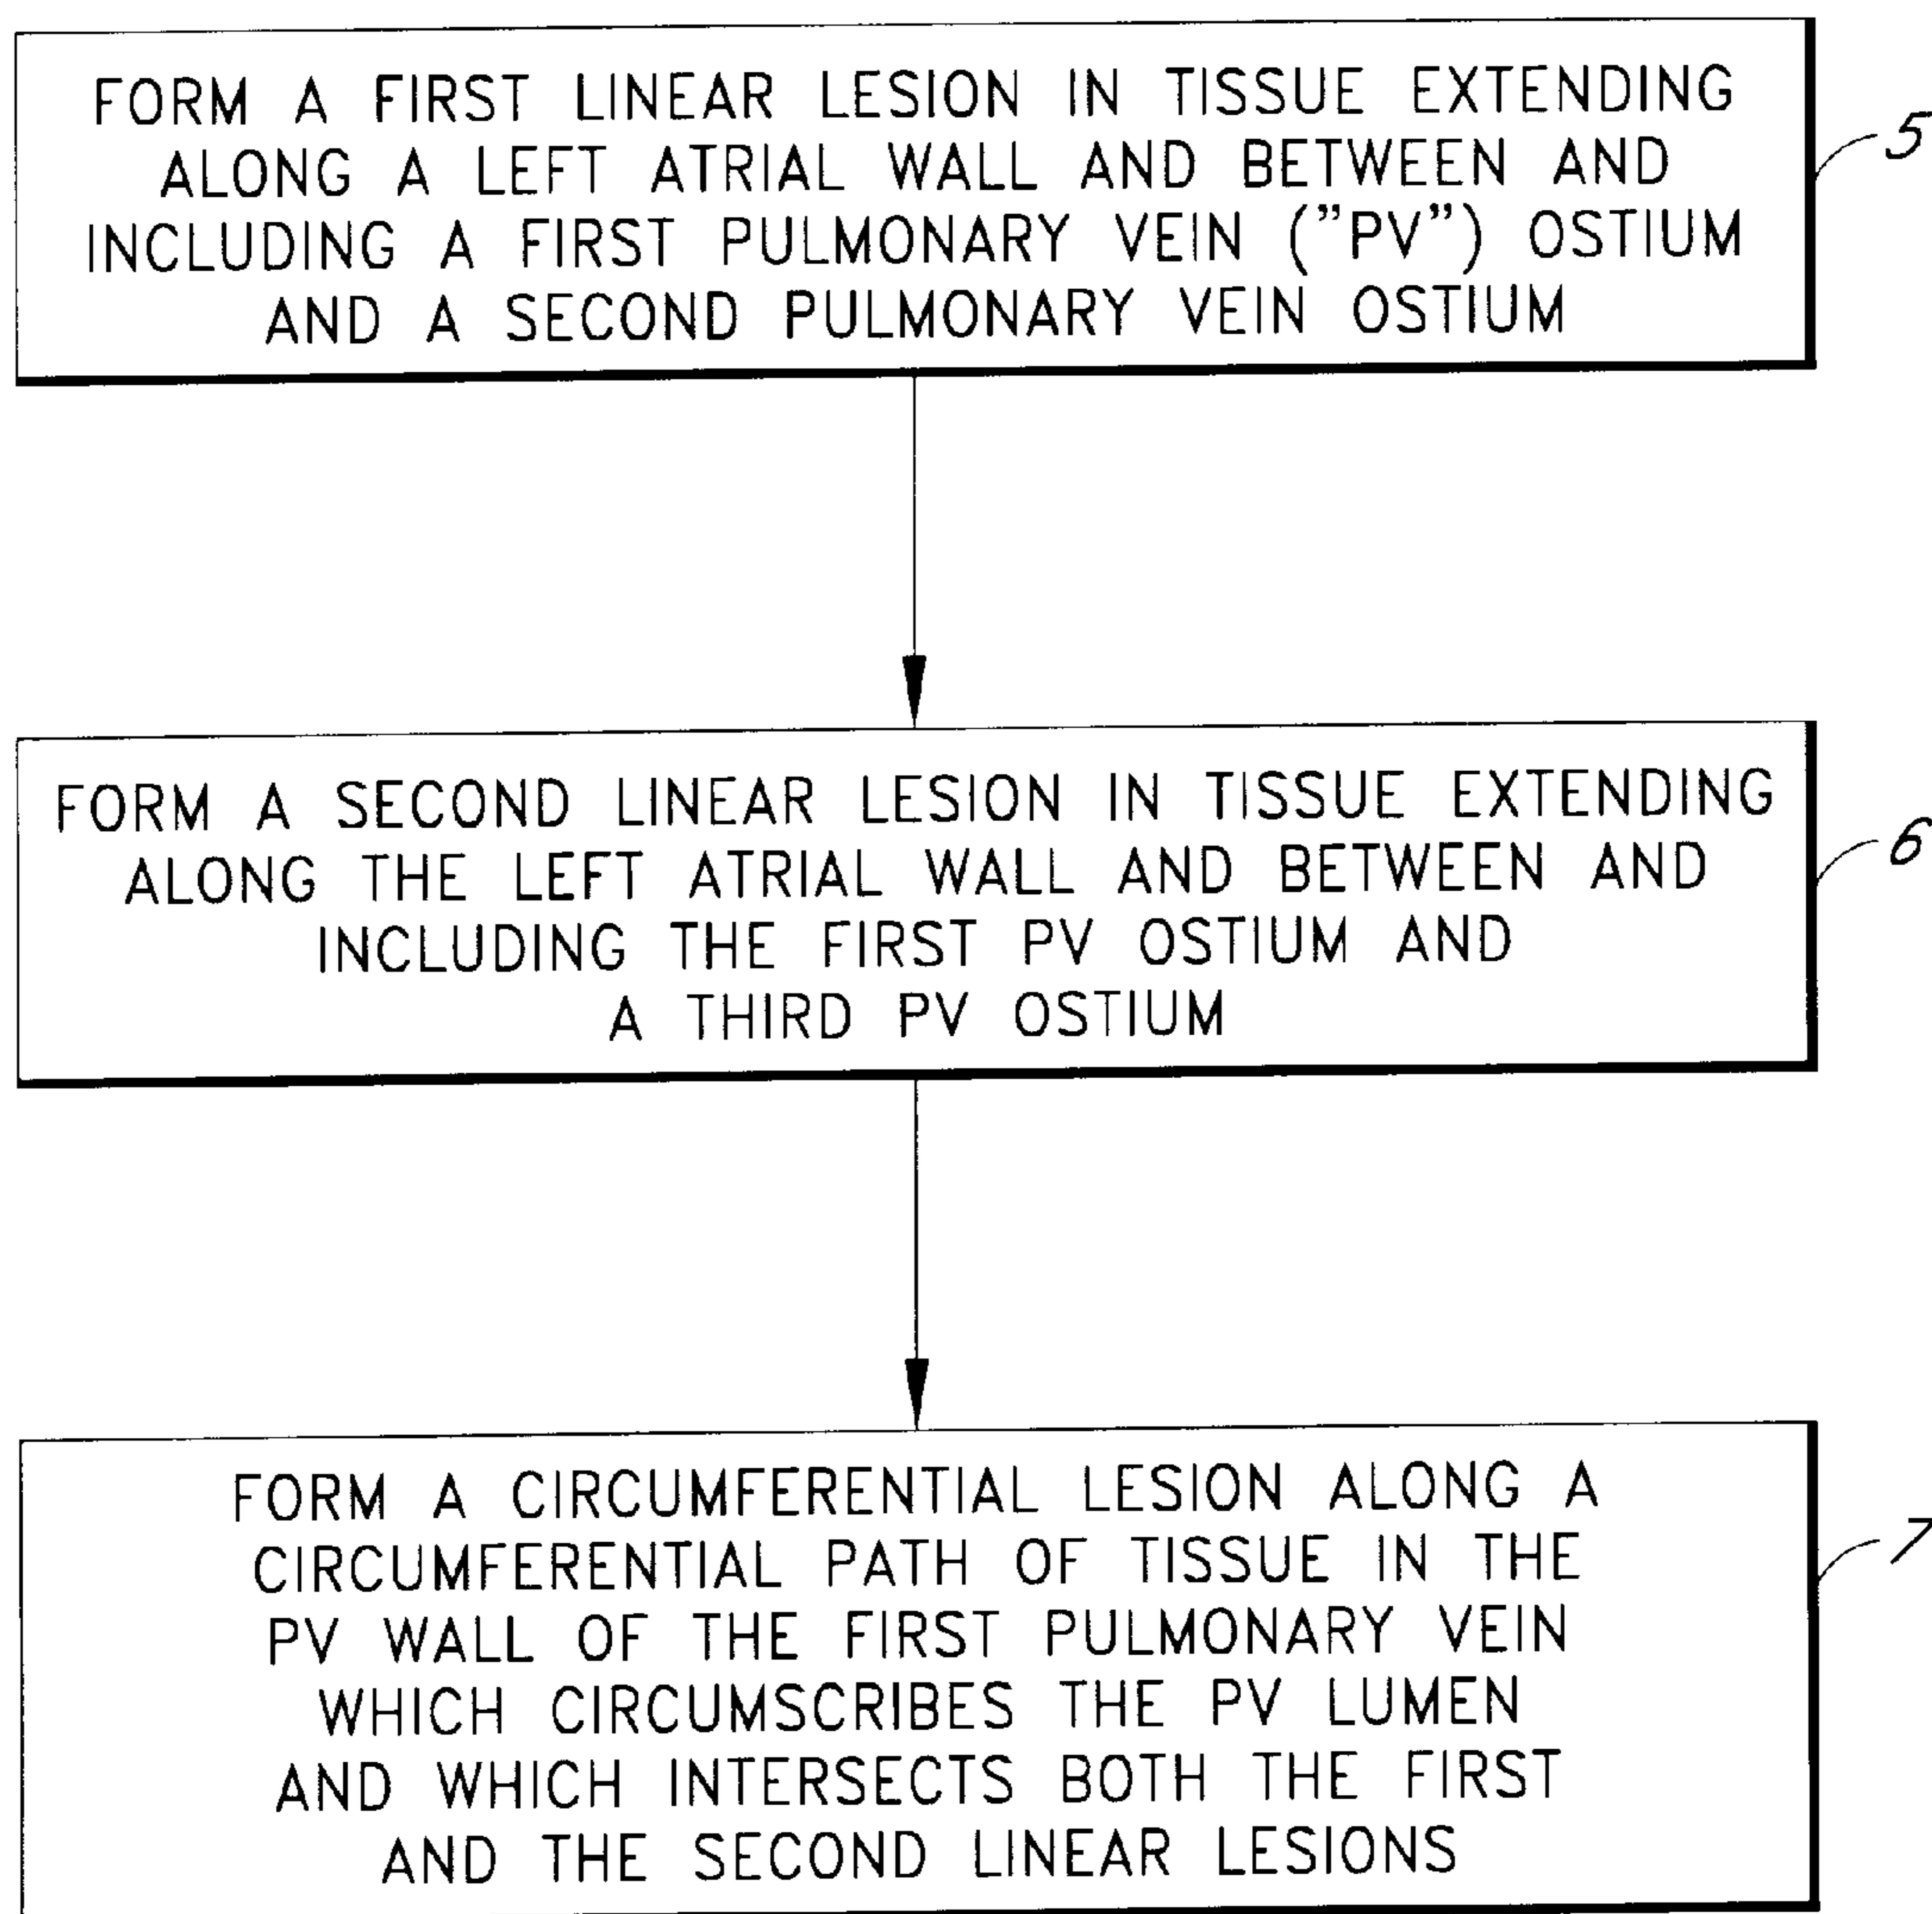 FORM A FIRST LINEAR LESION IN TISSUE EXTENDING
ALONG A LEFT ATRIAL WALL AND BETWEEN AND
INCLUDING A FIRST PULMONARY VEIN (”PV”) OSTIUM
AND A SECOND PULMONARY VEIN OSTIUM
5
FORM A SECOND LINEAR LESION IN TISSUE EXTENDING
ALONG THE LEFT ATRIAL WALL AND BETWEEN AND
INCLUDING THE FIRST PV OSTIUM AND
A THIRD PV OSTIUM
6
FORM A CIRCUMFERENTIAL LESION ALONG A
CIRCUMFERENTIAL PATH OF TISSUE IN THE
PV WALL OF THE FIRST PULMONARY VEIN
WHICH CIRCUMSCRIBES THE PV LUMEN
AND WHICH INTERSECTS BOTH THE FIRST
AND THE SECOND LINEAR LESIONS
7